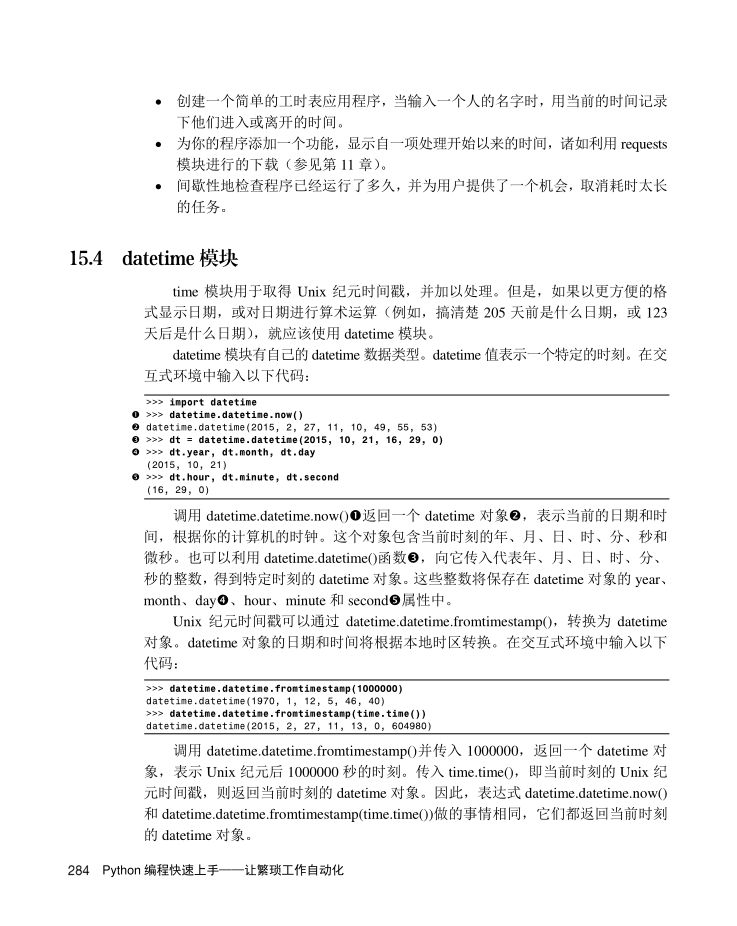 • 创建一个简单的工时表应用程序，当输入一个人的名字时，用当前的时间记录
下他们进入或离开的时间。
• 为你的程序添加一个功能，显示自一项处理开始以来的时间，诸如利用 requests
模块进行的下载（参见第 11 章）。
• 间歇性地检查程序已经运行了多久，并为用户提供了一个机会，取消耗时太长
的任务。
15.4 datetime 模块
time 模块用于取得 Unix 纪元时间戳，并加以处理。但是，如果以更方便的格
式显示日期，或对日期进行算术运算（例如，搞清楚 205 天前是什么日期，或 123
天后是什么日期），就应该使用 datetime 模块。
datetime 模块有自己的 datetime 数据类型。datetime 值表示一个特定的时刻。在交
互式环境中输入以下代码：
>>> import datetime
❶ >>> datetime.datetime.now()
❷ datetime.datetime(2015, 2, 27, 11, 10, 49, 55, 53)
❸ >>> dt = datetime.datetime(2015, 10, 21, 16, 29, 0)
❹ >>> dt.year, dt.month, dt.day
(2015, 10, 21)
❺ >>> dt.hour, dt.minute, dt.second
(16, 29, 0)
调用 datetime.datetime.now()❶返回一个 datetime 对象❷，表示当前的日期和时
间，根据你的计算机的时钟。这个对象包含当前时刻的年、月、日、时、分、秒和
微秒。也可以利用 datetime.datetime()函数❸，向它传入代表年、月、日、时、分、
秒的整数，得到特定时刻的 datetime 对象。这些整数将保存在 datetime 对象的 year、
month、day❹、hour、minute 和 second❺属性中。
Unix 纪元时间戳可以通过 datetime.datetime.fromtimestamp()，转换为 datetime
对象。datetime 对象的日期和时间将根据本地时区转换。在交互式环境中输入以下
代码：
>>> datetime.datetime.fromtimestamp(1000000)
datetime.datetime(1970, 1, 12, 5, 46, 40)
>>> datetime.datetime.fromtimestamp(time.time())
datetime.datetime(2015, 2, 27, 11, 13, 0, 604980)
调用 datetime.datetime.fromtimestamp()并传入 1000000，返回一个 datetime 对
象，表示 Unix 纪元后 1000000 秒的时刻。传入 time.time()，即当前时刻的 Unix 纪
元时间戳，则返回当前时刻的 datetime 对象。因此，表达式 datetime.datetime.now()
和 datetime.datetime.fromtimestamp(time.time())做的事情相同，它们都返回当前时刻
的 datetime 对象。
284 Python 编程快速上手——让繁琐工作自动化